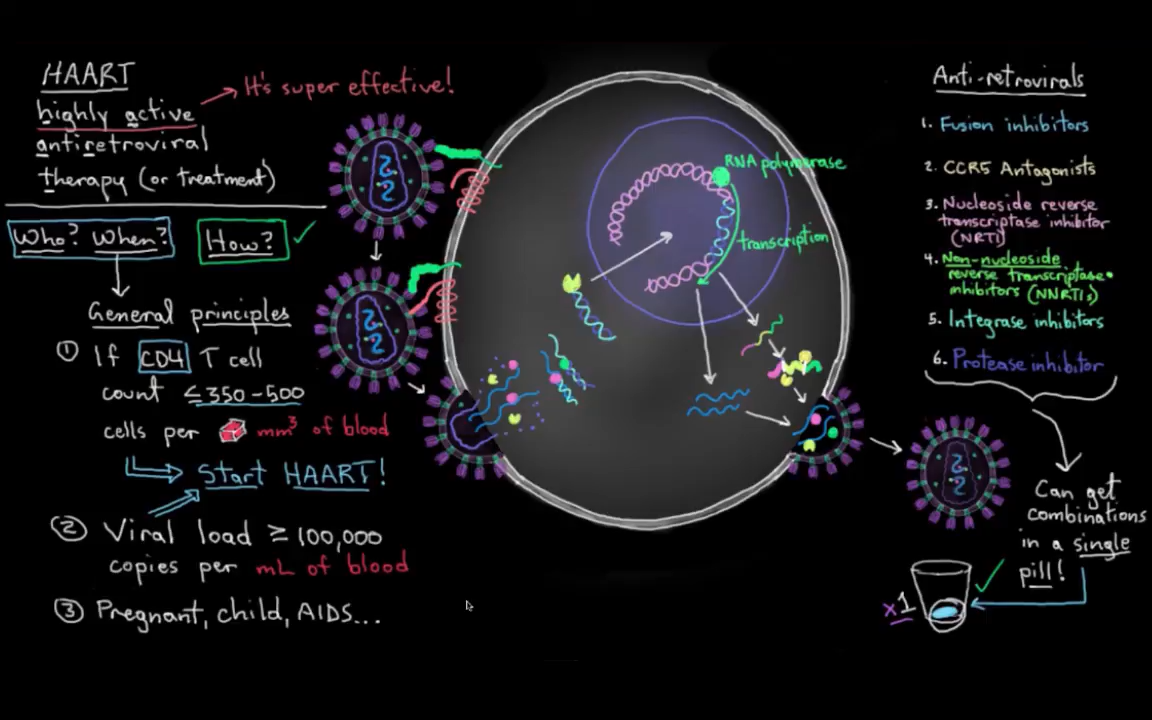 HAART
highly active
antiretroviral
therapy (or treatment)
It's super effective!
Who? When?
How?
General principles
① If CD4 T cell
count ≤350-500
cells per mm³ of blood
Start HAART!
② Viral load ≥ 100,000
copies per mL of blood
③ Pregnant, child, AIDS...
RNA polymerase
transcription
Anti-retrovirals
1. Fusion inhibitors
2. CCR5 Antagonists
3. Nucleoside reverse
transcriptase inhibitor
(NRTI)
4. Non-nucleoside
reverse transcriptase
inhibitors (NNRTIs)
5. Integrase inhibitors
6. Protease inhibitor
Can get
combinations
in a single
pill!
x1